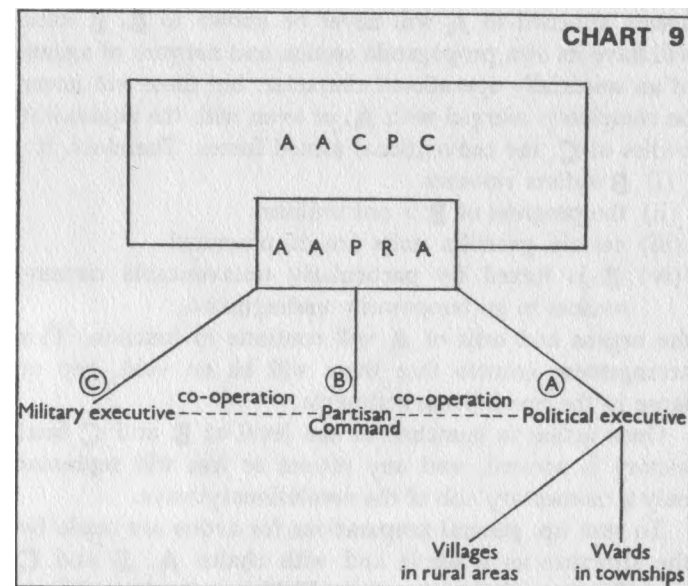 CHART 9
A A C P C
A A P R A
C B A
co-operation co-operation
Military executive Partisan Political executive
Command
Villages Wards
in rural areas in townships